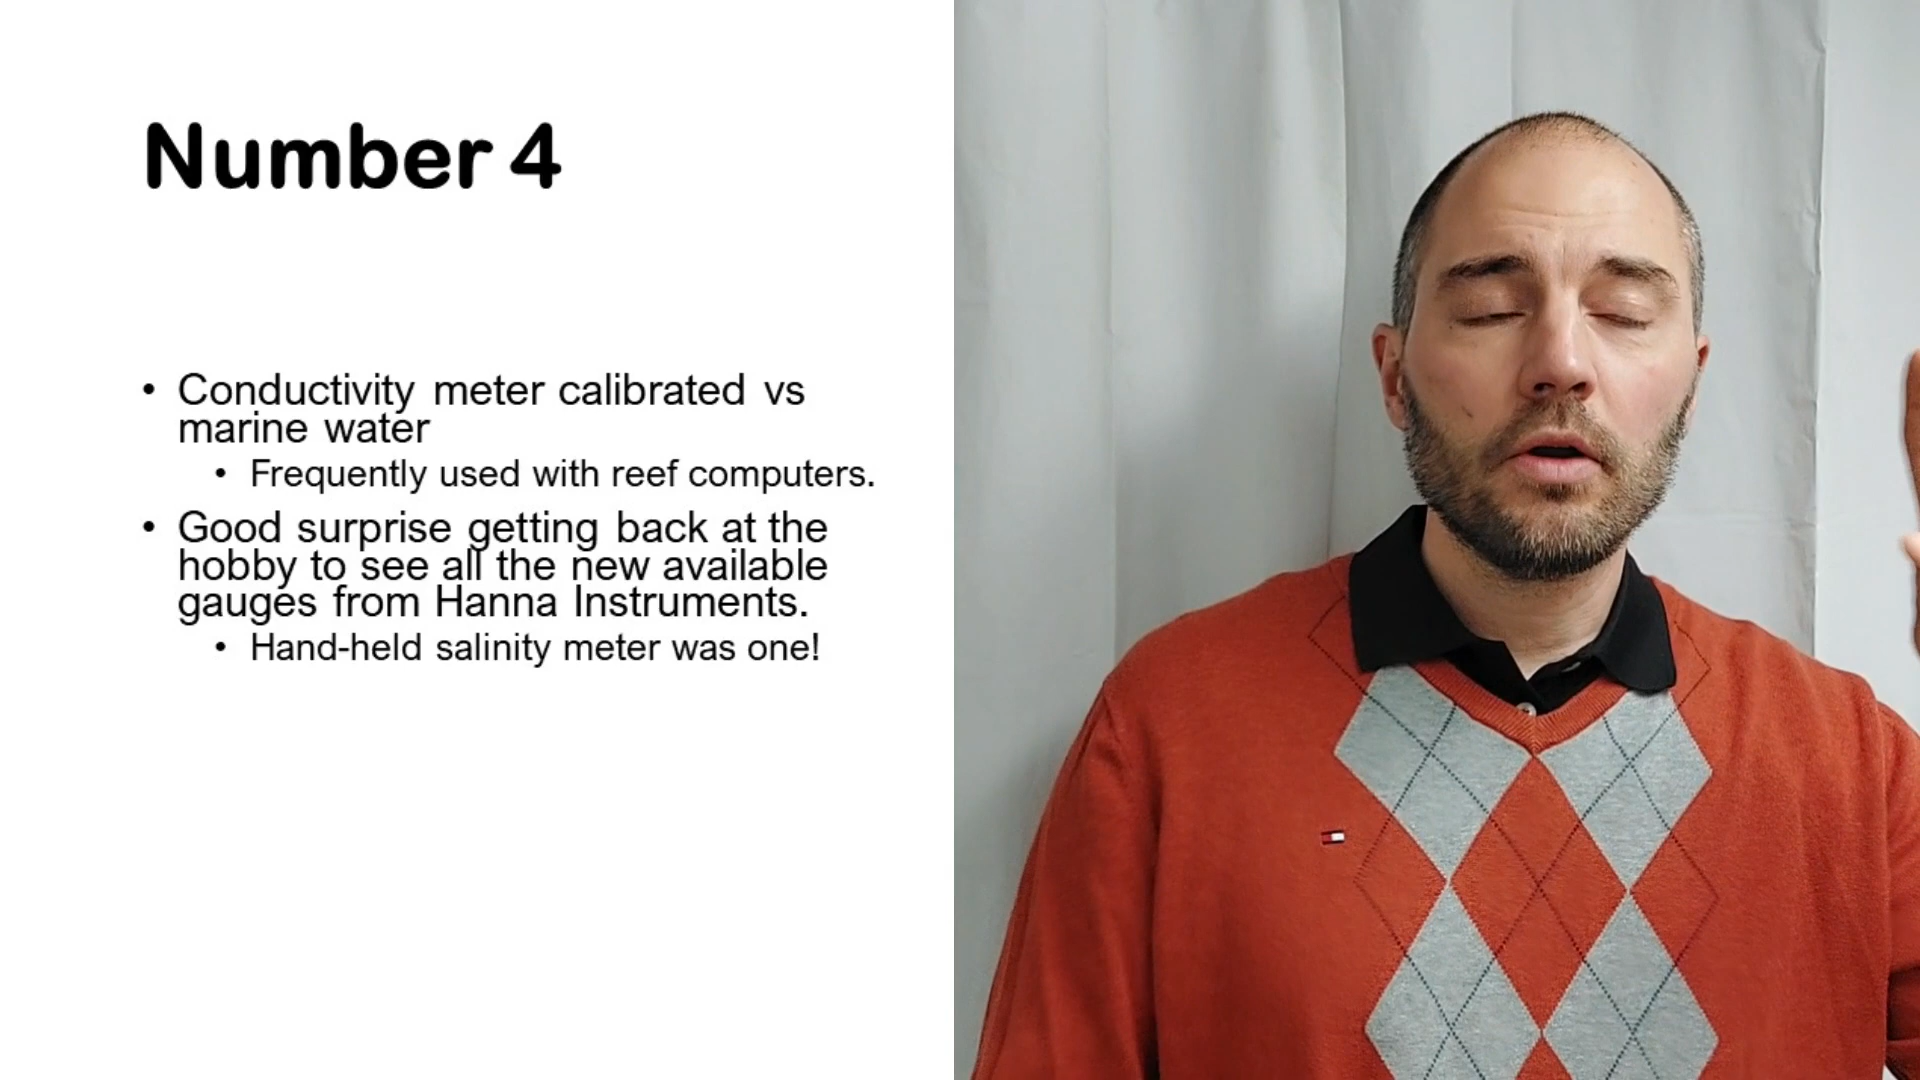 Number 4
• Conductivity meter calibrated vs
marine water
• Frequently used with reef computers.
• Good surprise getting back at the
hobby to see all the new available
gauges from Hanna Instruments.
• Hand-held salinity meter was one!